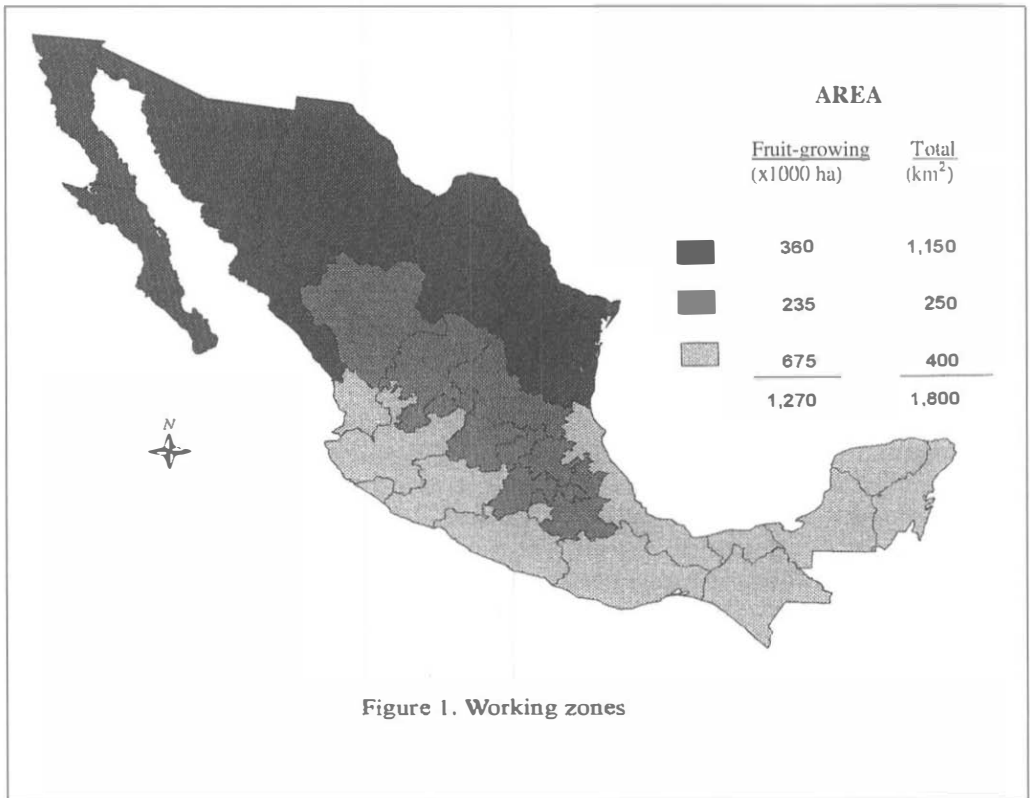 AREA
Fruit-growing Total
(x1000 ha) (km²)
360 1,150
235 250
675 400
1,270 1,800
N
Figure 1. Working zones